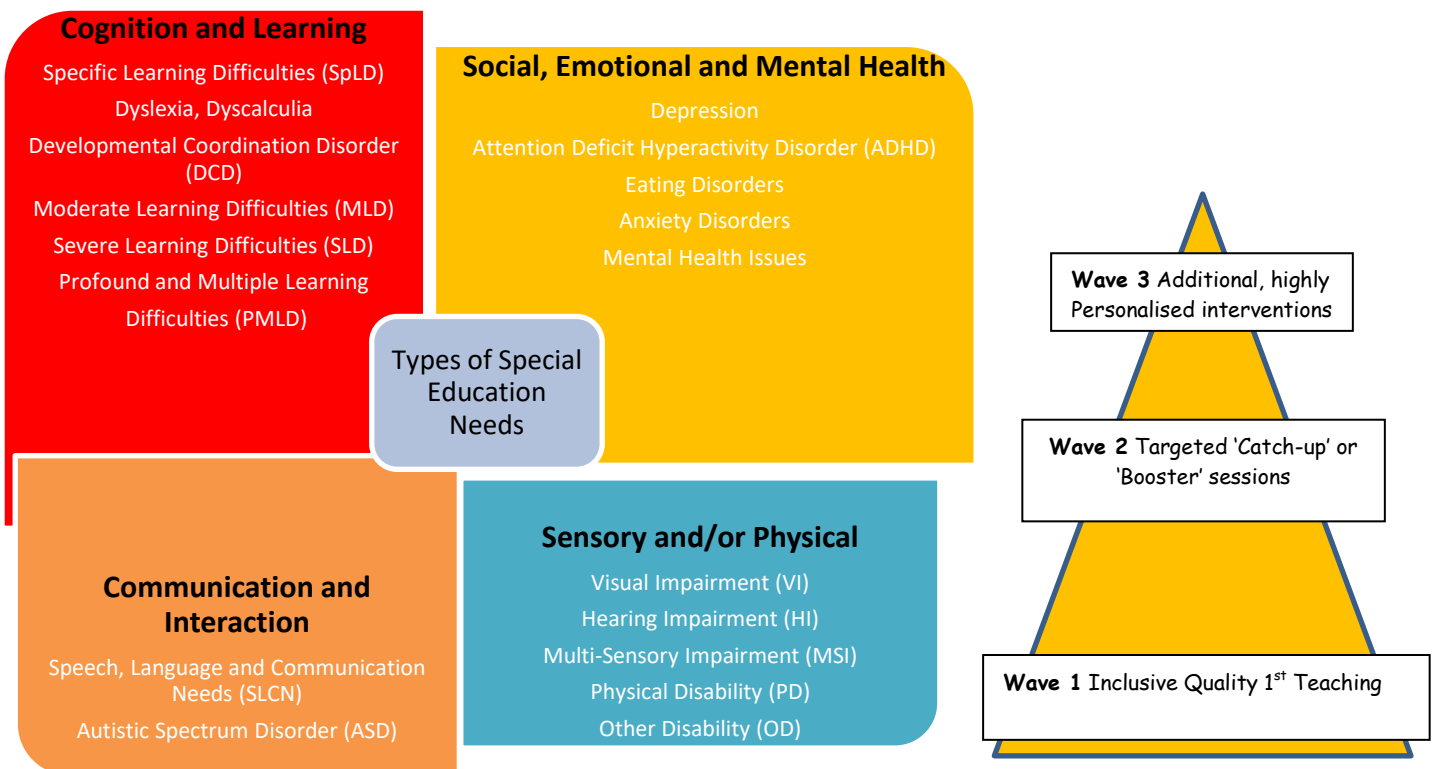 Cognition and Learning
Specific Learning Difficulties (SpLD)
Dyslexia, Dyscalculia
Developmental Coordination Disorder
(DCD)
Moderate Learning Difficulties (MLD)
Severe Learning Difficulties (SLD)
Profound and Multiple Learning
Difficulties (PMLD)
Social, Emotional and Mental Health
Depression
Attention Deficit Hyperactivity Disorder (ADHD)
Eating Disorders
Anxiety Disorders
Mental Health Issues
Types of Special
Education
Needs
Communication and
Interaction
Speech, Language and Communication
Needs (SLCN)
Autistic Spectrum Disorder (ASD)
Sensory and/or Physical
Visual Impairment (VI)
Hearing Impairment (HI)
Multi-Sensory Impairment (MSI)
Physical Disability (PD)
Other Disability (OD)
Wave 3 Additional, highly
Personalised interventions
Wave 2 Targeted ‘Catch-up’ or
‘Booster’ sessions
Wave 1 Inclusive Quality 1st Teaching